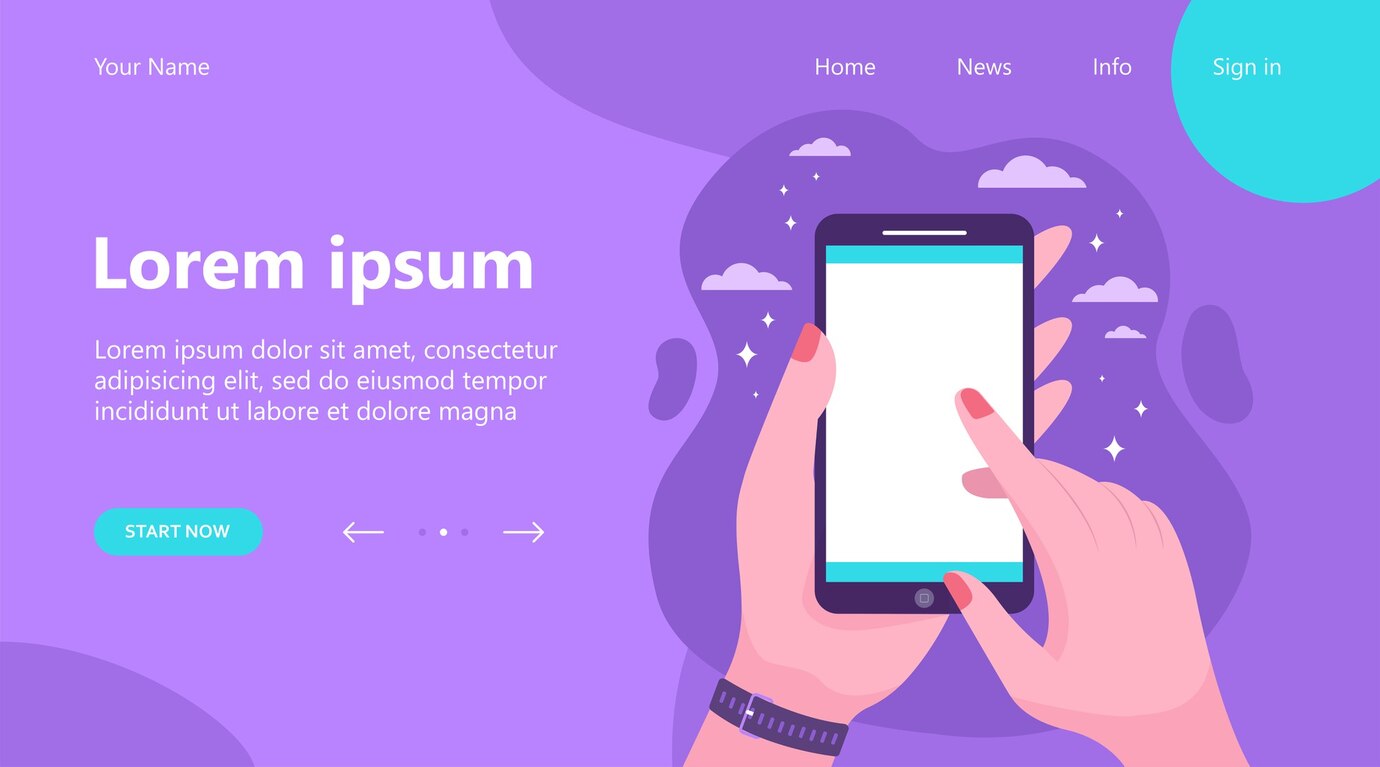 Your Name
Home
News
Info
Sign in
Lorem ipsum
Lorem ipsum dolor sit amet, consectetur
adipisicing elit, sed do eiusmod tempor
incididunt ut labore et dolore magna
START NOW